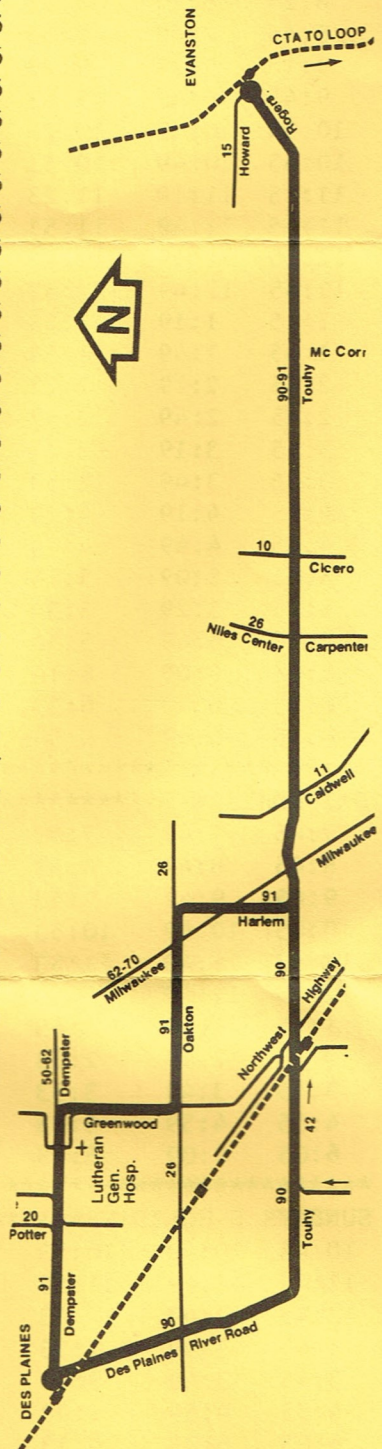 EVANSTON
CTA TO LOOP
15
Howard
Rogers
N
Mc Corr
90-91
Touhy
10
Cicero
26
Niles Center
Carpenter
11
Caldwell
26
Milwaukee
91
Harlem
62-70
Milwaukee
91
Oakton
90
Northwest
Highway
50-62
Dempster
Greenwood
+
Lutheran
Gen.
Hosp.
26
42
20
Potter
90
Touhy
91
Dempster
90
Des Plaines River Road
DES PLAINES